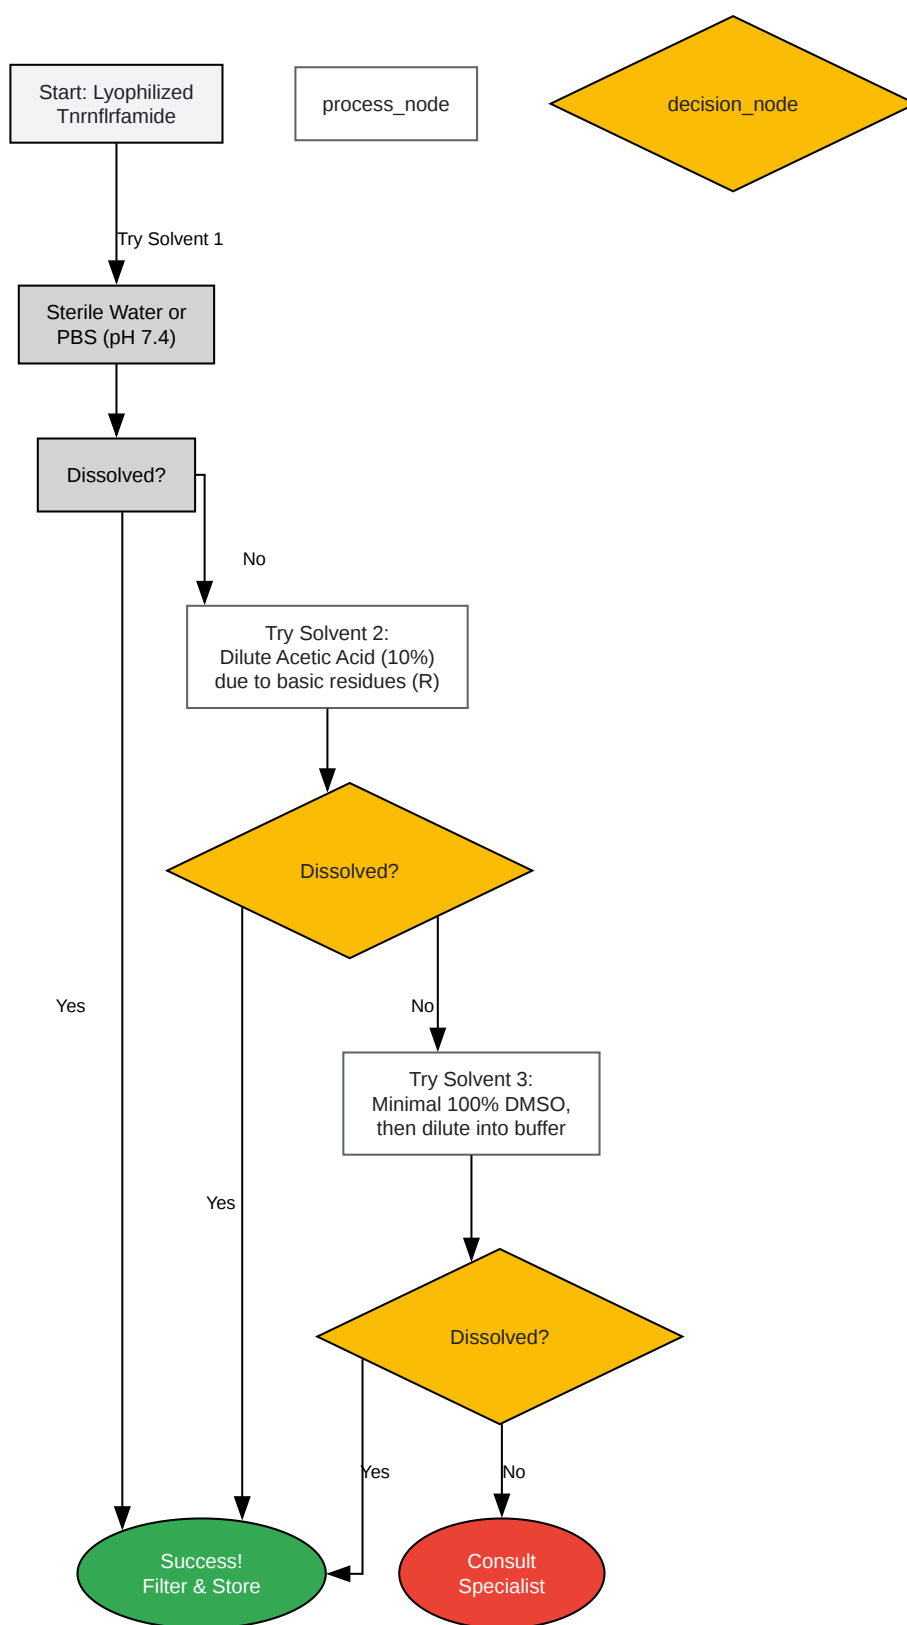 Start: Lyophilized
Tnrnflrfamide
process_node
decision_node
Try Solvent 1
Sterile Water or
PBS (pH 7.4)
Dissolved?
No
Try Solvent 2:
Dilute Acetic Acid (10%)
due to basic residues (R)
Dissolved?
Yes
No
Try Solvent 3:
Minimal 100% DMSO,
then dilute into buffer
Yes
Dissolved?
Yes
No
Success!
Filter & Store
Consult
Specialist